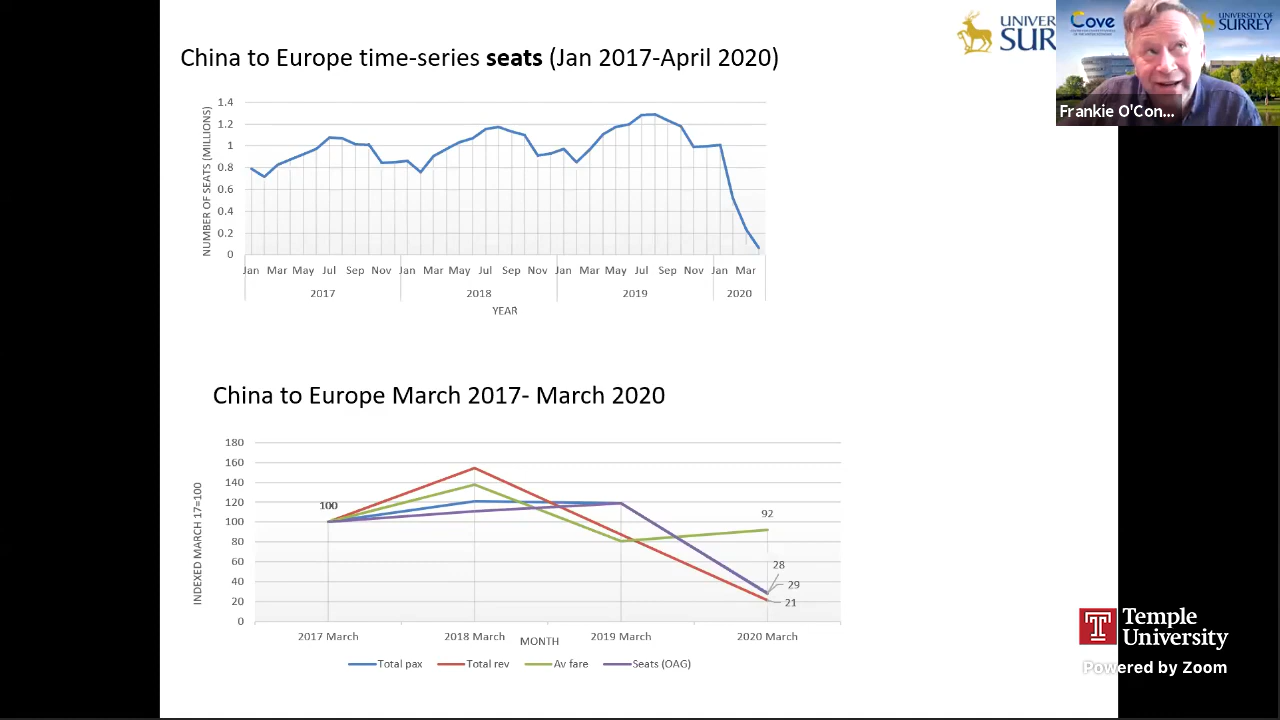 UNIVER
SUR
Cove
UNIVERSITY OF
SURREY
Frankie O'Con...
China to Europe time-series seats (Jan 2017-April 2020)
NUMBER OF SEATS (MILLIONS)
1.4
1.2
1
0.8
0.6
0.4
0.2
0
Jan Mar May Jul Sep Nov Jan Mar May Jul Sep Nov Jan Mar May Jul Sep Nov Jan Mar
2017 2018 2019 2020
YEAR
China to Europe March 2017- March 2020
INDEXED MARCH 17=100
180
160
140
120
100
80
60
40
20
0
100
92
28
29
21
2017 March 2018 March 2019 March 2020 March
MONTH
Total pax Total rev Av fare Seats (OAG)
T Temple
University
Powered by Zoom